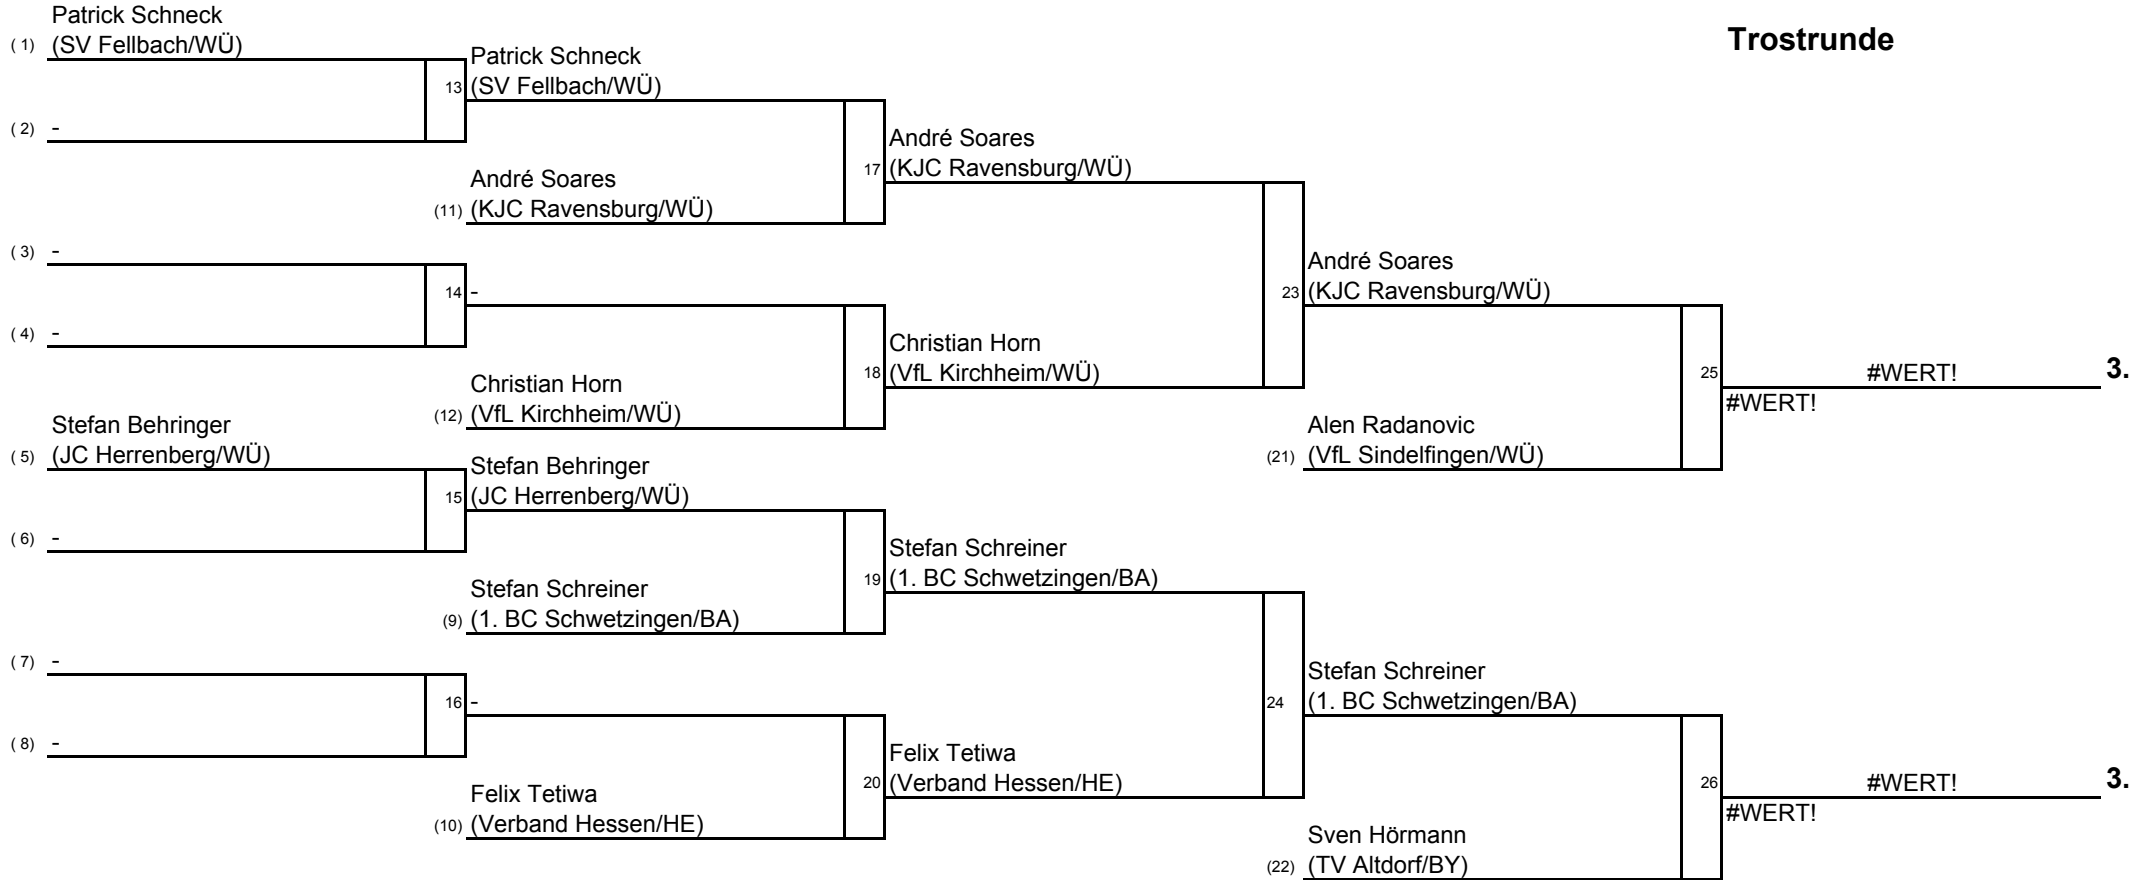 Trostrunde
Patrick Schneck
( 1) (SV Fellbach/WÜ)
( 2) -
13
Patrick Schneck
(SV Fellbach/WÜ)
André Soares
(11) (KJC Ravensburg/WÜ)
17
André Soares
(KJC Ravensburg/WÜ)
( 3) -
( 4) -
14 -
Christian Horn
(12) (VfL Kirchheim/WÜ)
18
Christian Horn
(VfL Kirchheim/WÜ)
23
André Soares
(KJC Ravensburg/WÜ)
Alen Radanovic
(21) (VfL Sindelfingen/WÜ)
25
#WERT!
3.
#WERT!
Stefan Behringer
( 5) (JC Herrenberg/WÜ)
( 6) -
15
Stefan Behringer
(JC Herrenberg/WÜ)
Stefan Schreiner
(9) (1. BC Schwetzingen/BA)
19
Stefan Schreiner
(1. BC Schwetzingen/BA)
( 7) -
( 8) -
16 -
Felix Tetiwa
(10) (Verband Hessen/HE)
20
Felix Tetiwa
(Verband Hessen/HE)
24
Stefan Schreiner
(1. BC Schwetzingen/BA)
Sven Hörmann
(22) (TV Altdorf/BY)
26
#WERT!
3.
#WERT!